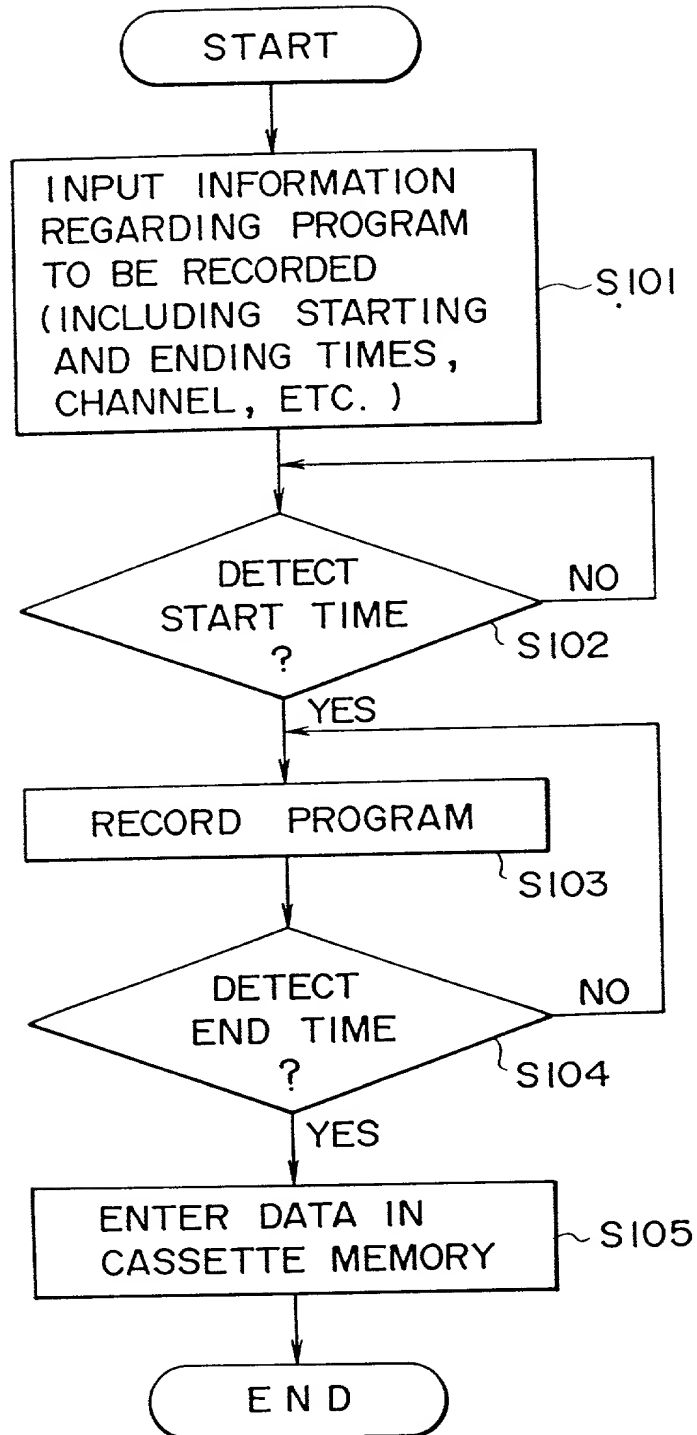 START
INPUT INFORMATION
REGARDING PROGRAM
TO BE RECORDED
(INCLUDING STARTING
AND ENDING TIMES,
CHANNEL, ETC.)
S101
DETECT
START TIME
?
NO
S102
YES
RECORD PROGRAM
S103
DETECT
END TIME
?
NO
S104
YES
ENTER DATA IN
CASSETTE MEMORY
S105
END